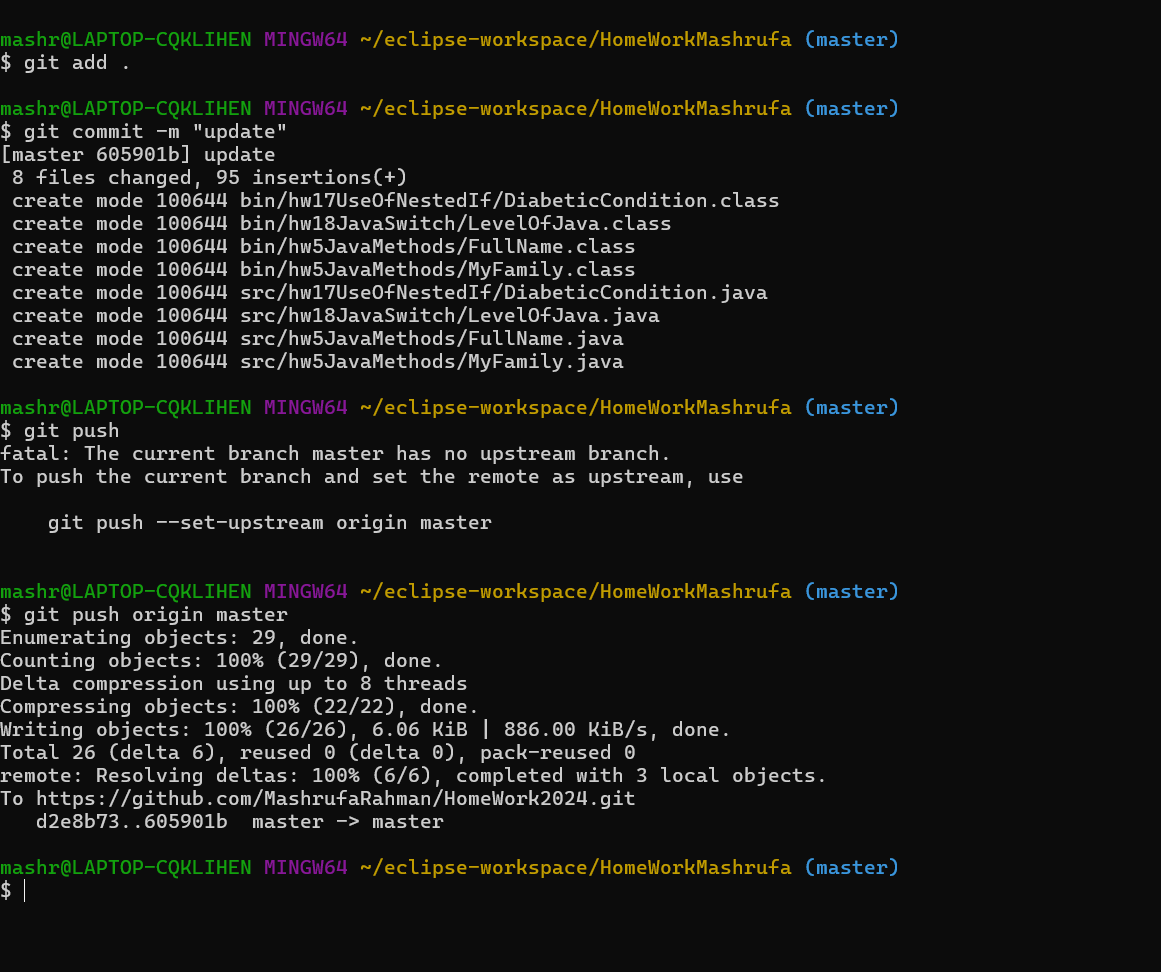 mashr@LAPTOP-CQKLIHEN MINGW64 ~/eclipse-workspace/HomeWorkMashrufa (master)
$ git add .
mashr@LAPTOP-CQKLIHEN MINGW64 ~/eclipse-workspace/HomeWorkMashrufa (master)
$ git commit -m "update"
[master 605901b] update
 8 files changed, 95 insertions(+)
 create mode 100644 bin/hw17UseOfNestedIf/DiabeticCondition.class
 create mode 100644 bin/hw18JavaSwitch/LevelOfJava.class
 create mode 100644 bin/hw5JavaMethods/FullName.class
 create mode 100644 bin/hw5JavaMethods/MyFamily.class
 create mode 100644 src/hw17UseOfNestedIf/DiabeticCondition.java
 create mode 100644 src/hw18JavaSwitch/LevelOfJava.java
 create mode 100644 src/hw5JavaMethods/FullName.java
 create mode 100644 src/hw5JavaMethods/MyFamily.java
mashr@LAPTOP-CQKLIHEN MINGW64 ~/eclipse-workspace/HomeWorkMashrufa (master)
$ git push
fatal: The current branch master has no upstream branch.
To push the current branch and set the remote as upstream, use
    git push --set-upstream origin master
mashr@LAPTOP-CQKLIHEN MINGW64 ~/eclipse-workspace/HomeWorkMashrufa (master)
$ git push origin master
Enumerating objects: 29, done.
Counting objects: 100% (29/29), done.
Delta compression using up to 8 threads
Compressing objects: 100% (22/22), done.
Writing objects: 100% (26/26), 6.06 KiB | 886.00 KiB/s, done.
Total 26 (delta 6), reused 0 (delta 0), pack-reused 0
remote: Resolving deltas: 100% (6/6), completed with 3 local objects.
To https://github.com/MashrufaRahman/HomeWork2024.git
   d2e8b73..605901b  master -> master
mashr@LAPTOP-CQKLIHEN MINGW64 ~/eclipse-workspace/HomeWorkMashrufa (master)
$